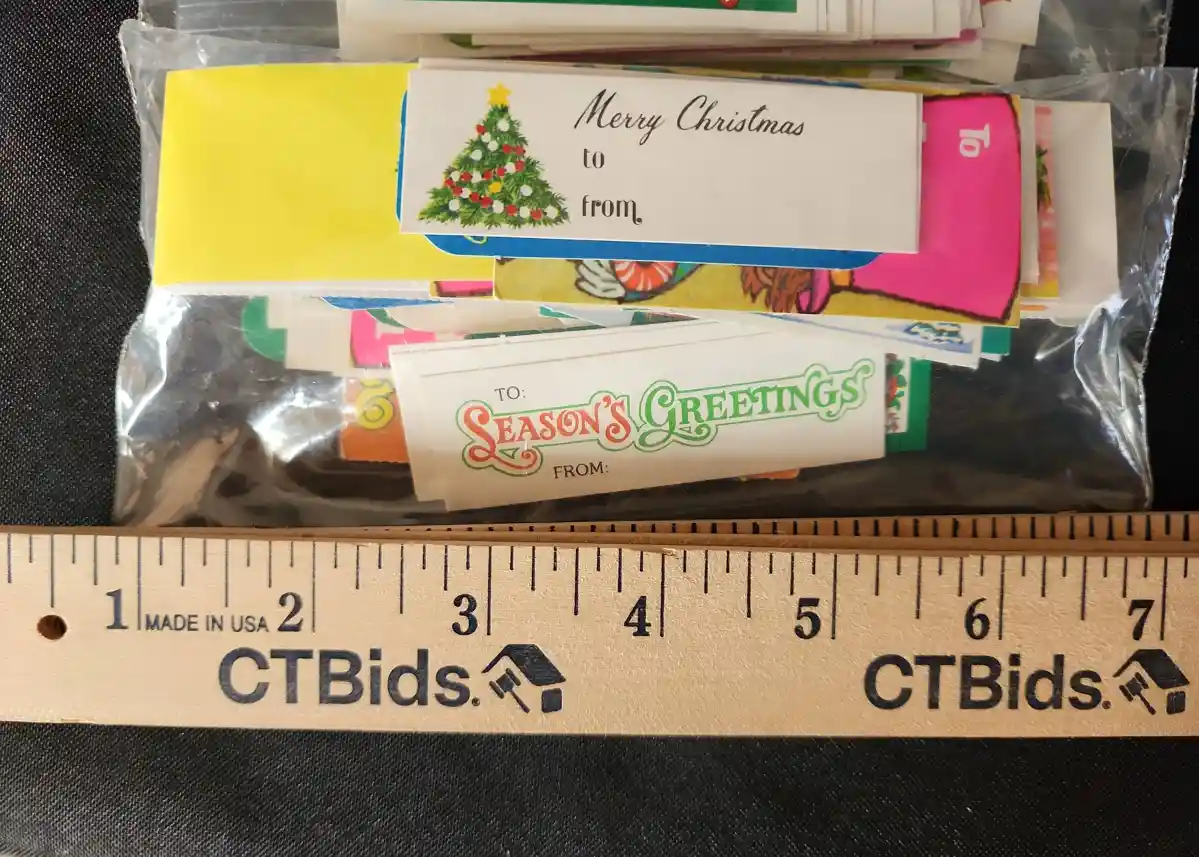 Merry Christmas
to
from
To
TO:
SEASON'S GREETINGS
FROM:
1 2 3 4 5 6 7
MADE IN USA
CTBids. CTBids.